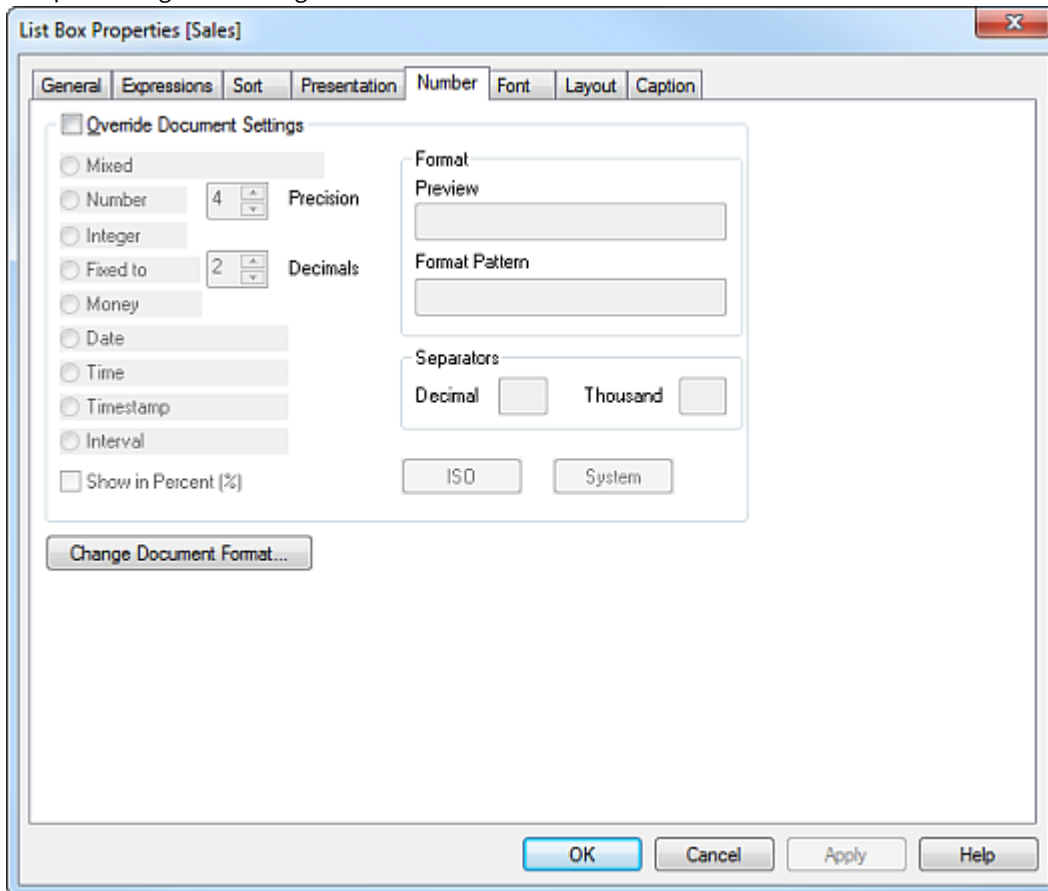 List Box Properties [Sales]
General Expressions Sort Presentation Number Font Layout Caption
Override Document Settings
Mixed
Number 4 Precision
Integer
Fixed to 2 Decimals
Money
Date
Time
Timestamp
Interval
Show in Percent (%)
Format
Preview
Format Pattern
Separators
Decimal Thousand
ISO System
Change Document Format...
OK Cancel Apply Help